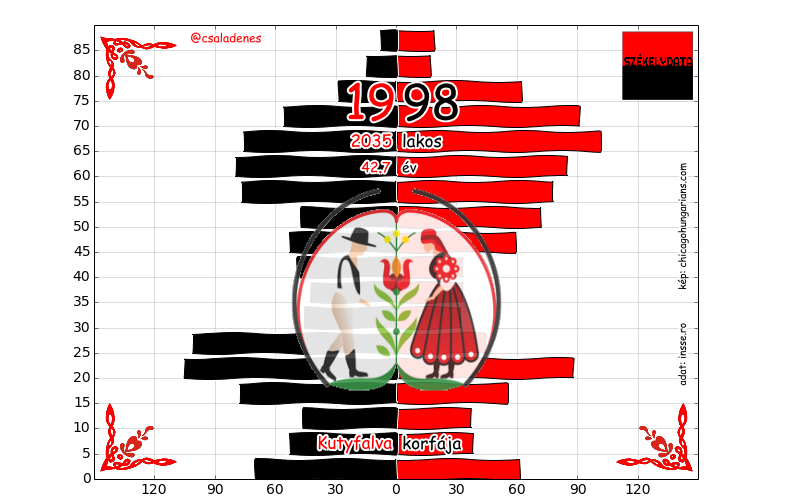 @csaladenes
SZÉKELYDATA
1998
2035 lakos
42.7 év
kép: chicagohungarians.com
adat: insse.ro
Kutyfalva korfája
85
80
75
70
65
60
55
50
45
40
35
30
25
20
15
10
5
0
120 90 60 30 0 30 60 90 120